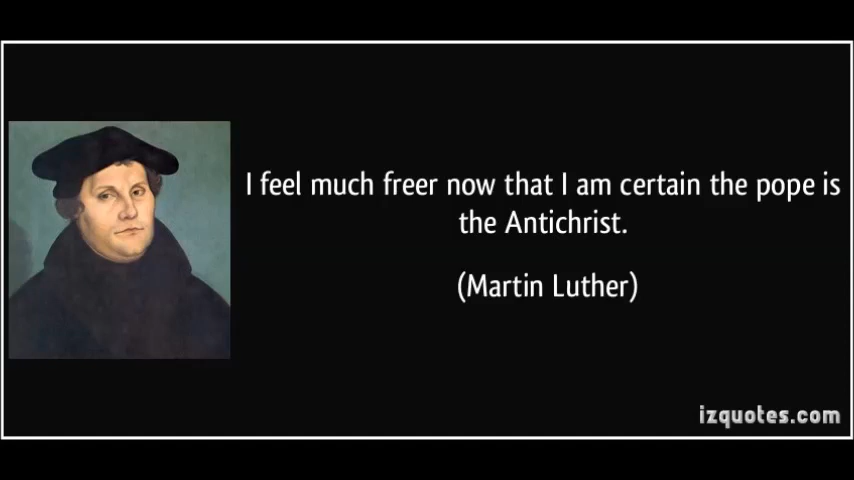 I feel much freer now that I am certain the pope is
the Antichrist.
(Martin Luther)
izquotes.com